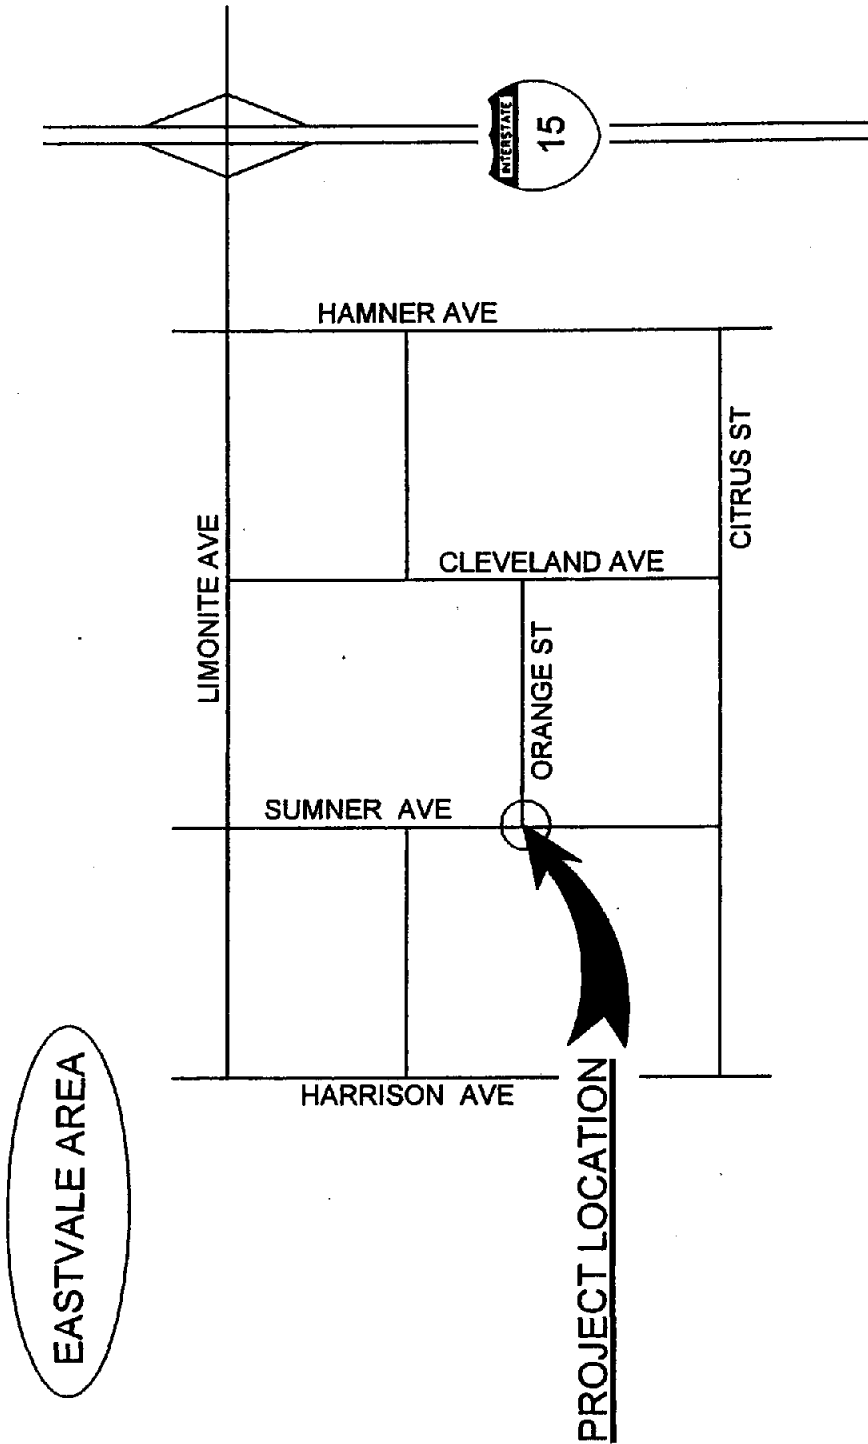 EASTVALE AREA
LIMONITE AVE
INTERSTATE
15
HAMNER AVE
CLEVELAND AVE
CITRUS ST
ORANGE ST
SUMNER AVE
HARRISON AVE
PROJECT LOCATION